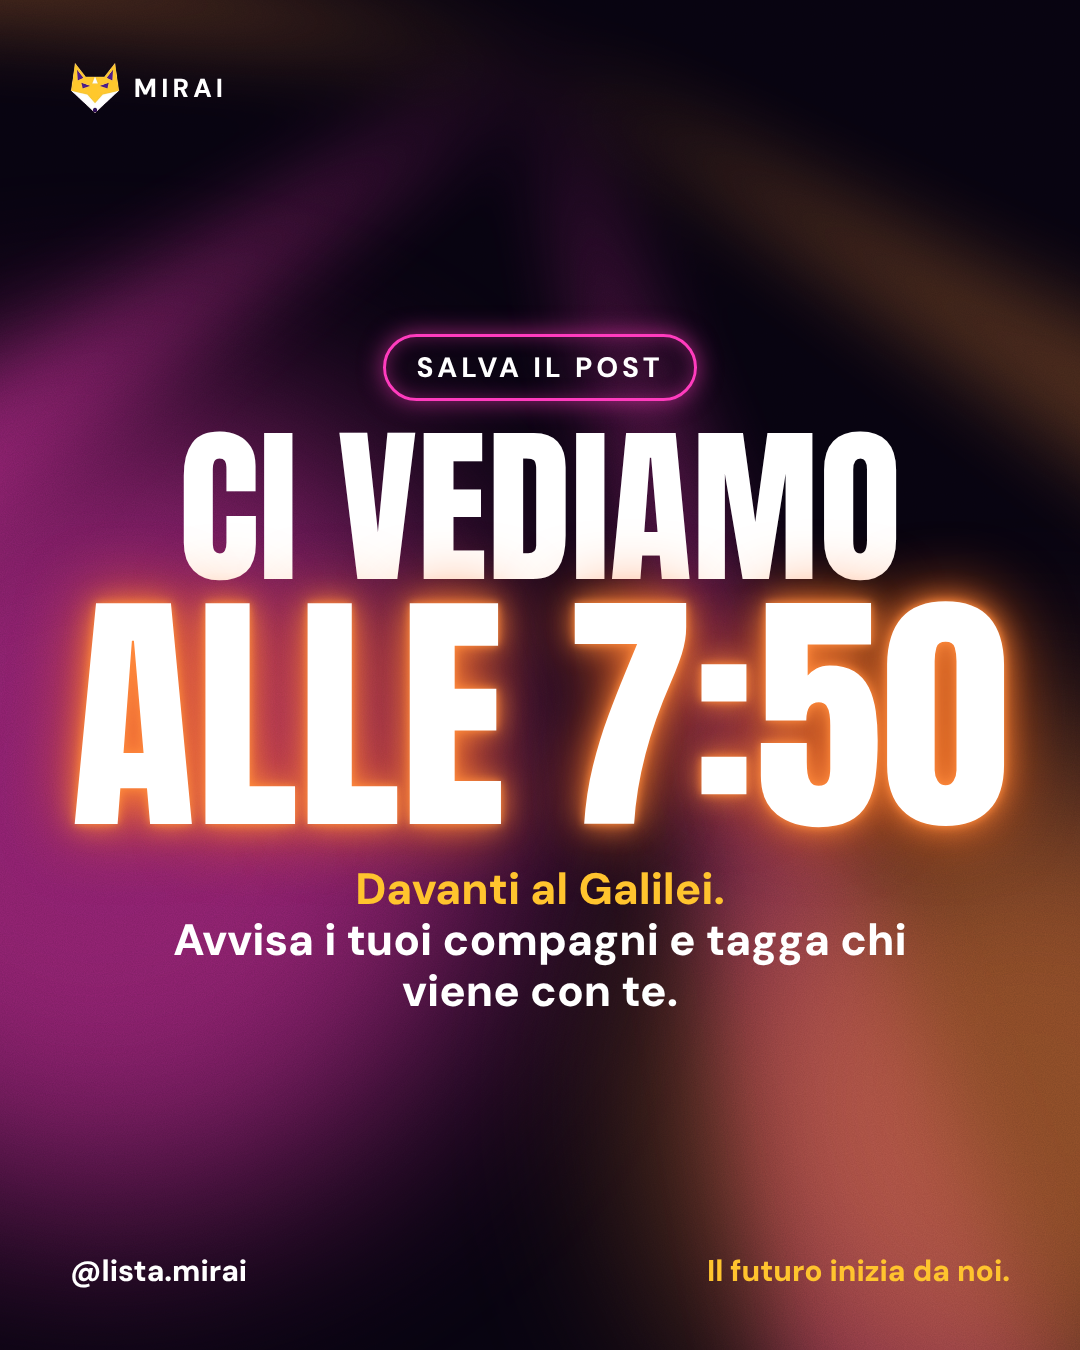 MIRAI
SALVA IL POST
CI VEDIAMO
ALLE 7:50
Davanti al Galilei.
Avvisa i tuoi compagni e tagga chi
viene con te.
@lista.mirai
Il futuro inizia da noi.